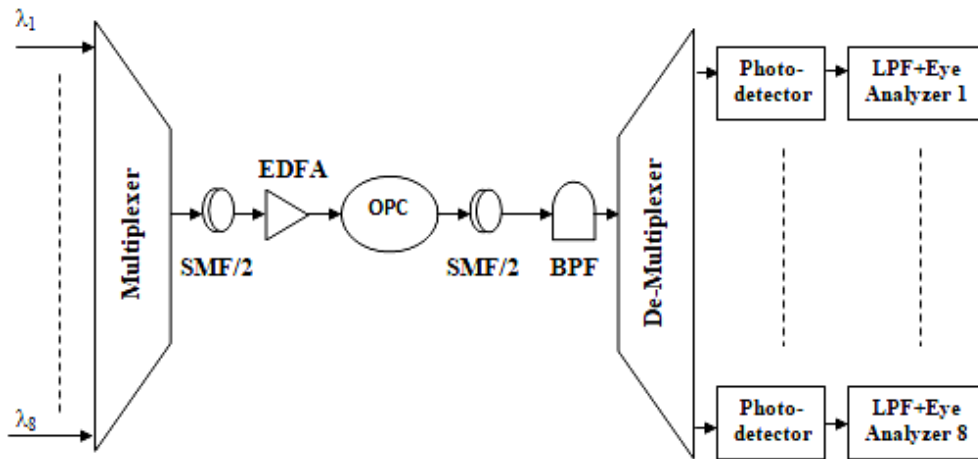 λ1
Photo-
detector
LPF+Eye
Analyzer 1
Multiplexer
EDFA
OPC
SMF/2
SMF/2
BPF
De-Multiplexer
λ8
Photo-
detector
LPF+Eye
Analyzer 8